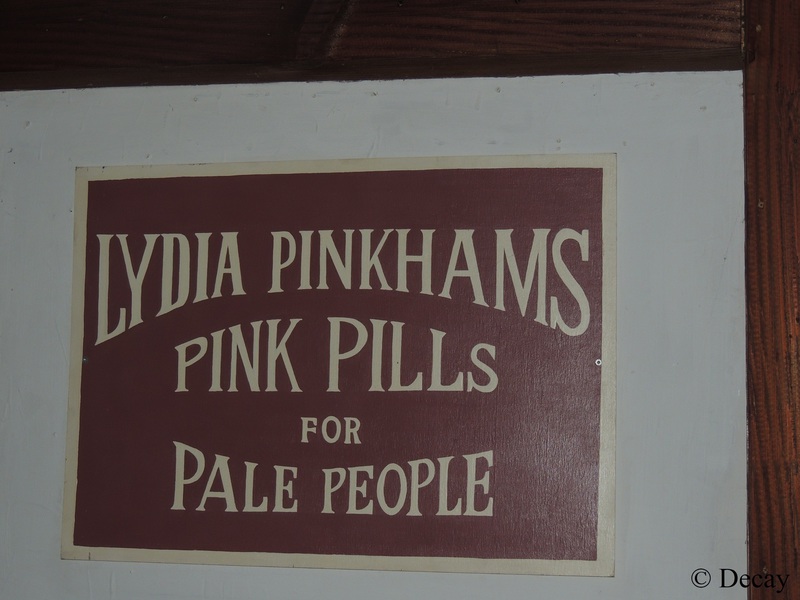 LYDIA PINKHAMS
PINK PILLS
FOR
PALE PEOPLE
© Decay